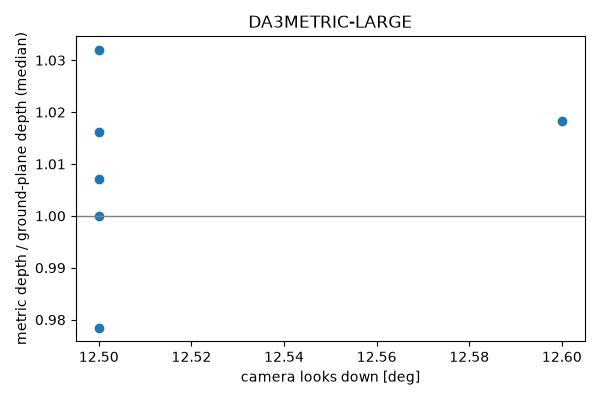 DA3METRIC-LARGE
metric depth / ground-plane depth (median)
1.03
1.02
1.01
1.00
0.99
0.98
12.50 12.52 12.54 12.56 12.58 12.60
camera looks down [deg]